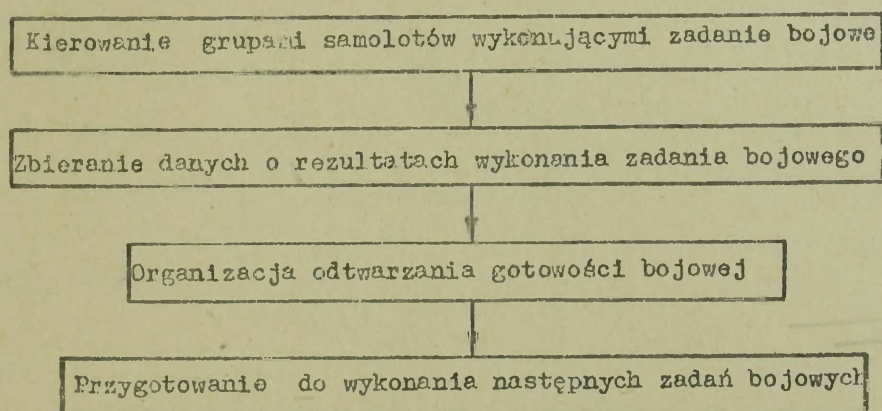 Kierowanie grupami samolotów wykonującymi zadanie bojowe
Zbieranie danych o rezultatach wykonania zadania bojowego
Organizacja odtwarzania gotowości bojowej
Przygotowanie do wykonania następnych zadań bojowych